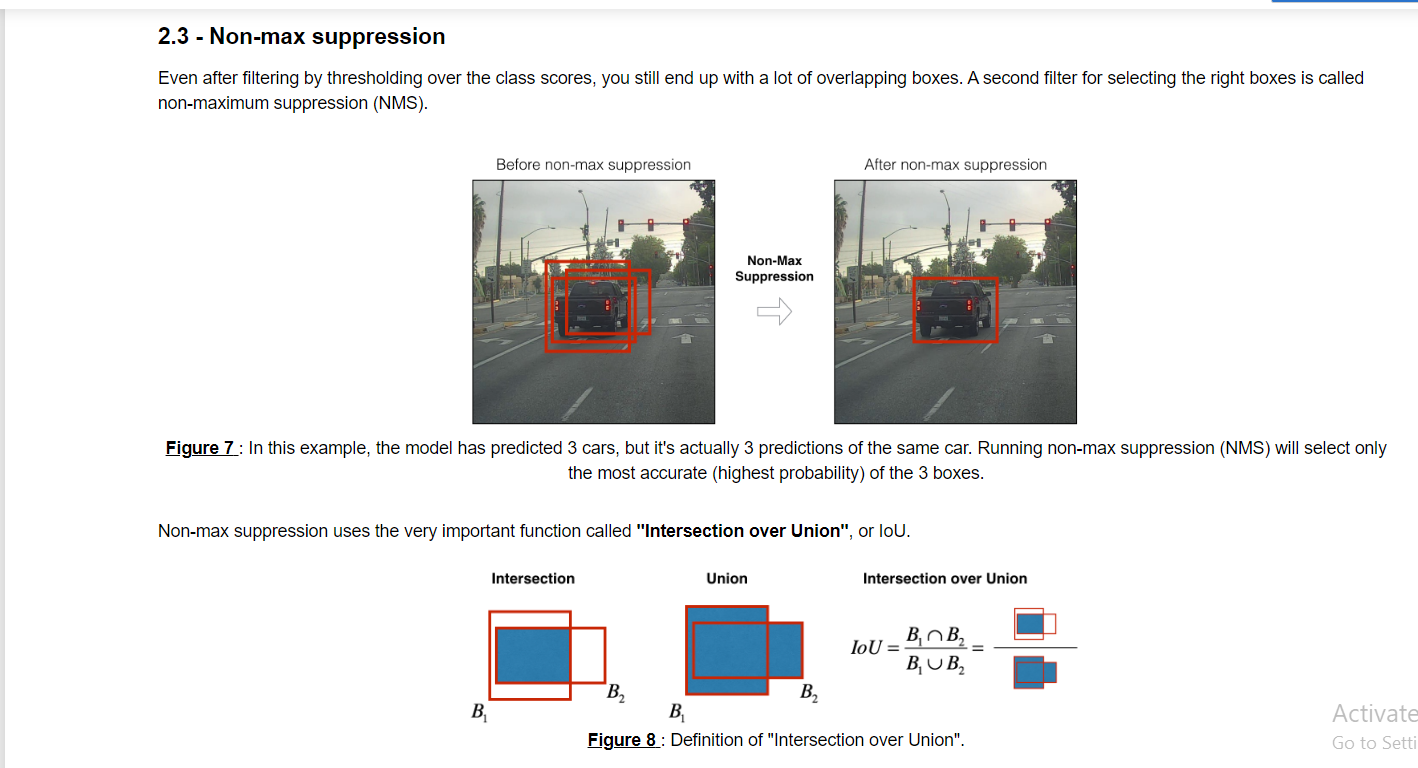 2.3 - Non-max suppression
Even after filtering by thresholding over the class scores, you still end up with a lot of overlapping boxes. A second filter for selecting the right boxes is called
non-maximum suppression (NMS).
Before non-max suppression
After non-max suppression
Non-Max
Suppression
Figure 7 : In this example, the model has predicted 3 cars, but it's actually 3 predictions of the same car. Running non-max suppression (NMS) will select only
the most accurate (highest probability) of the 3 boxes.
Non-max suppression uses the very important function called "Intersection over Union", or IoU.
Intersection
Union
Intersection over Union
B₁
B₂
B₁
B₂
IoU = B₁ ∩ B₂ / B₁ ∪ B₂ =
Figure 8 : Definition of "Intersection over Union".
Activate
Go to Setti